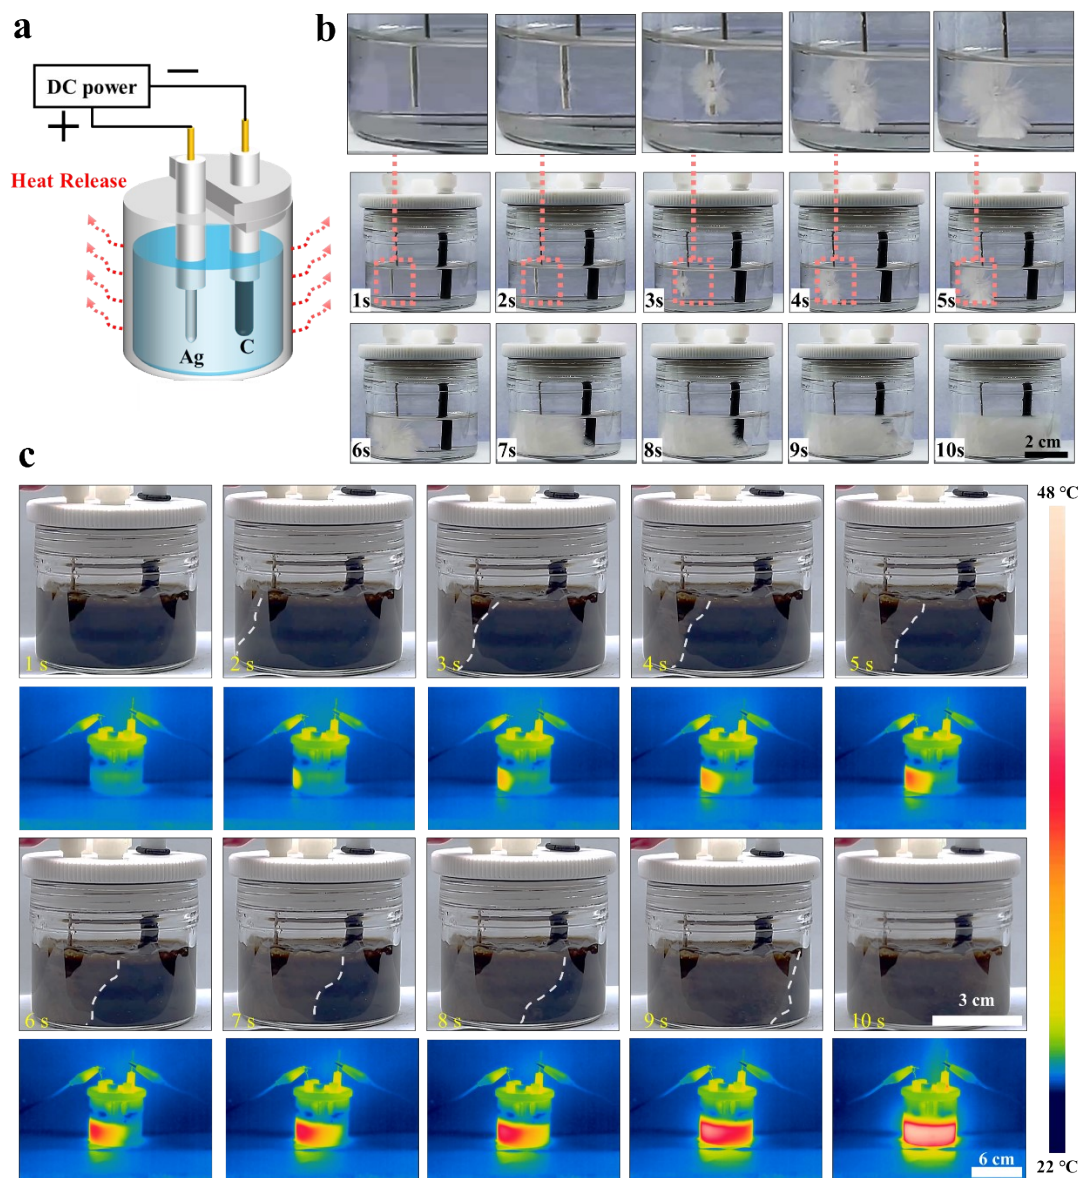 a
DC power
−
+
Heat Release
Ag
C
b
1s
2s
3s
4s
5s
6s
7s
8s
9s
10s
2 cm
c
48 °C
1 s
2 s
3 s
4 s
5 s
6 s
7 s
8 s
9 s
10 s
3 cm
6 cm
22 °C